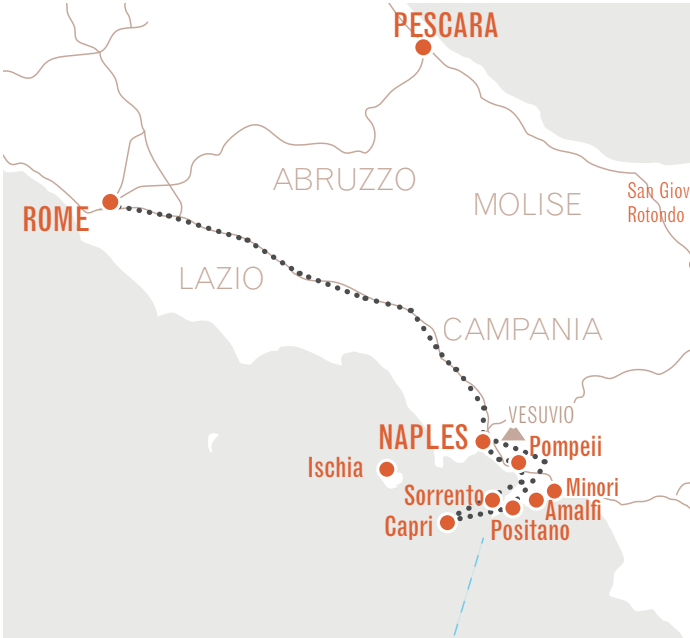 PESCARA
ABRUZZO
MOLISE
San Giov
Rotondo
ROME
LAZIO
CAMPANIA
VESUVIO
NAPLES
Pompeii
Ischia
Sorrento
Minori
Amalfi
Capri
Positano